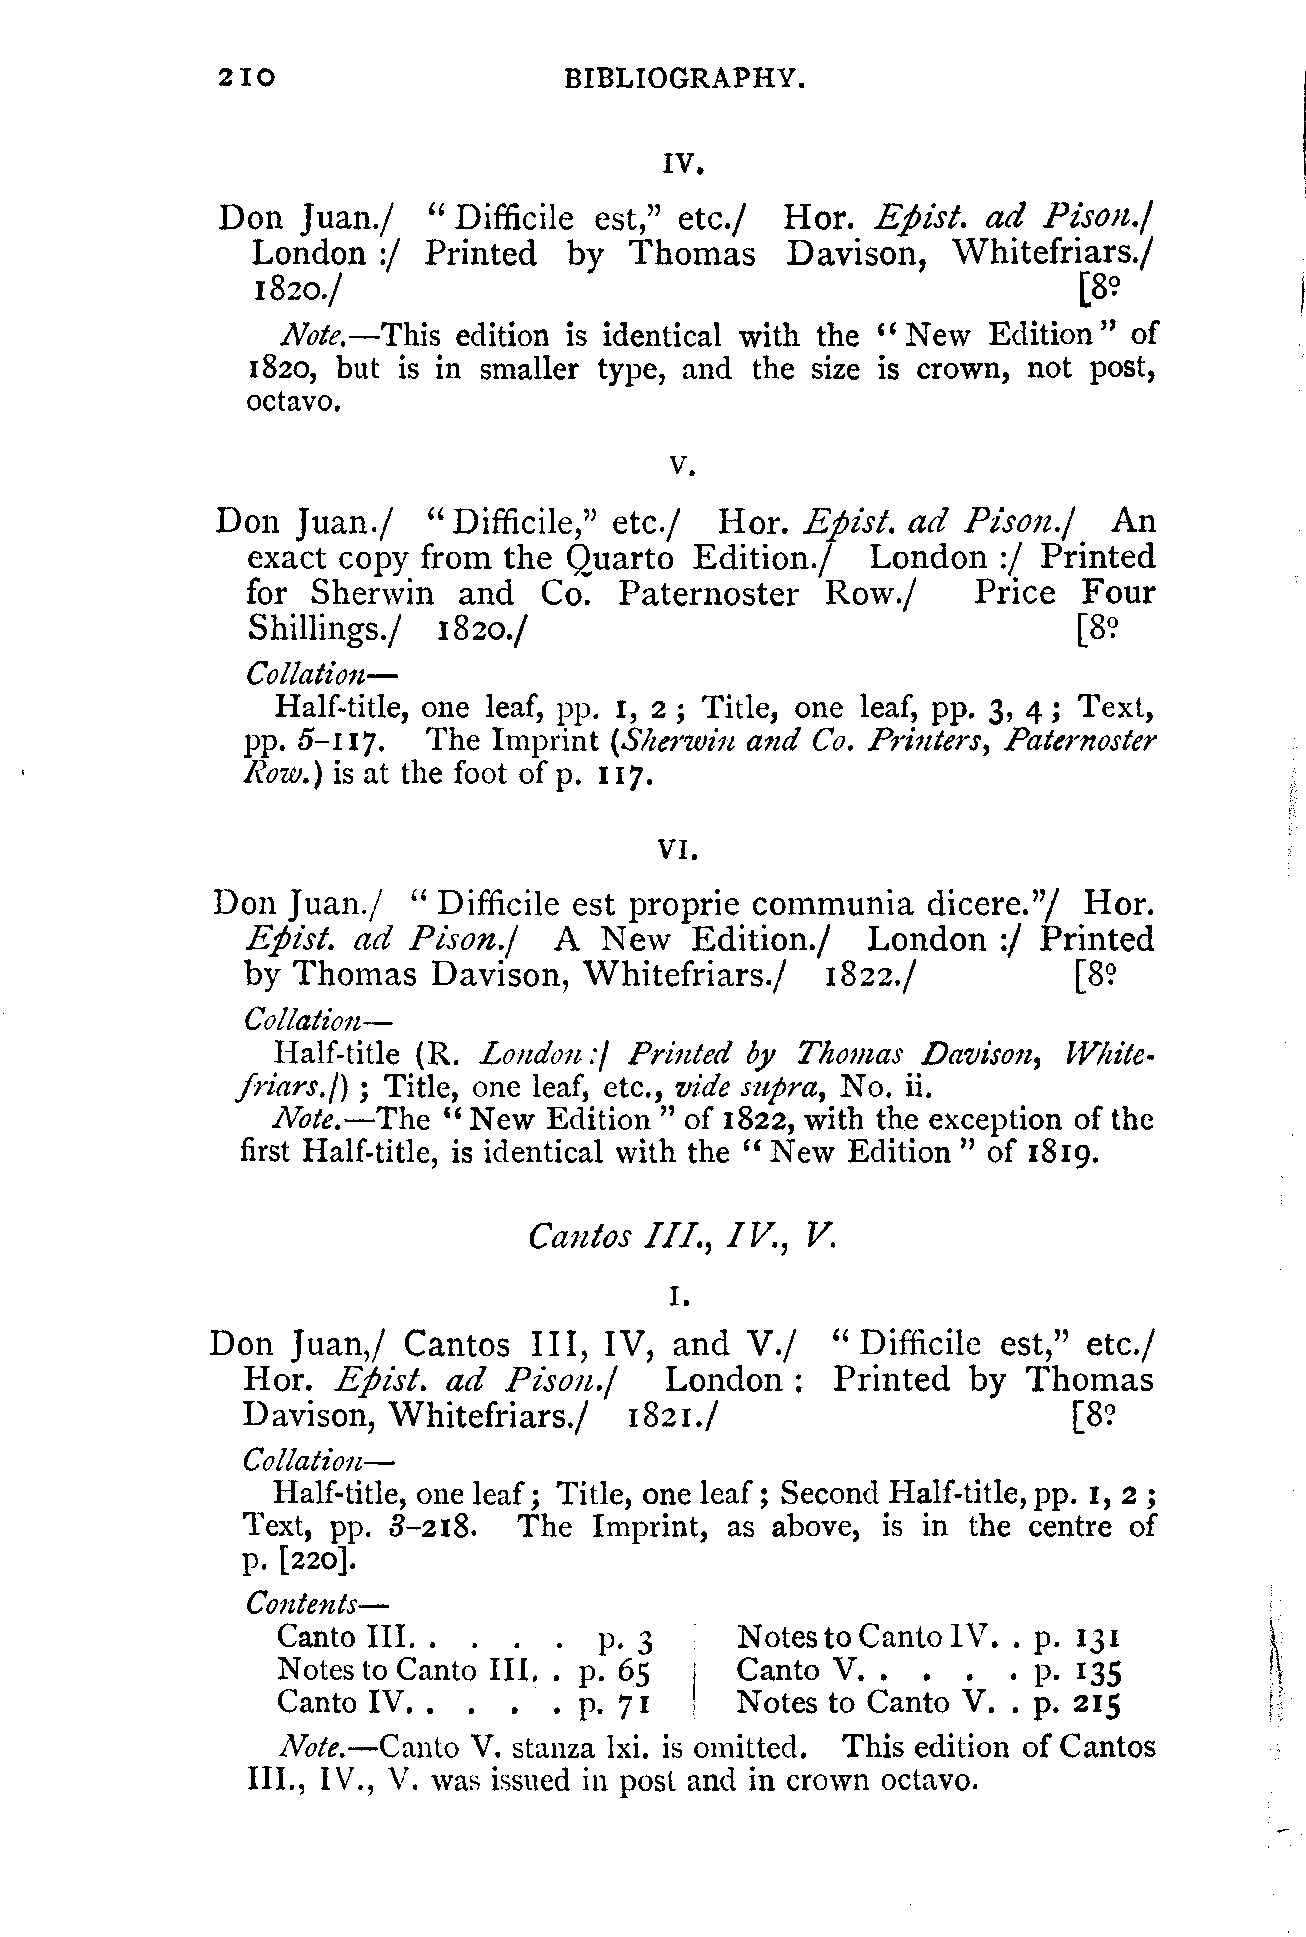 210 BIBLIOGRAPHY.
IV.
Don Juan./ “Difficile est,” etc./ Hor. Epist. ad Pison./
London :/ Printed by Thomas Davison, Whitefriars./
1820./ [8º
Note.—This edition is identical with the “New Edition” of
1820, but is in smaller type, and the size is crown, not post,
octavo.
V.
Don Juan./ “Difficile,” etc./ Hor. Epist. ad Pison./ An
exact copy from the Quarto Edition./ London :/ Printed
for Sherwin and Co. Paternoster Row./ Price Four
Shillings./ 1820./ [8º
Collation—
Half-title, one leaf, pp. 1, 2; Title, one leaf, pp. 3, 4; Text,
pp. 5-117. The Imprint (Sherwin and Co. Printers, Paternoster
Row.) is at the foot of p. 117.
VI.
Don Juan./ “Difficile est proprie communia dicere.”/ Hor.
Epist. ad Pison./ A New Edition./ London :/ Printed
by Thomas Davison, Whitefriars./ 1822./ [8º
Collation—
Half-title (R. London :/ Printed by Thomas Davison, White-
friars./); Title, one leaf, etc., vide supra, No. ii.
Note.—The “New Edition” of 1822, with the exception of the
first Half-title, is identical with the “New Edition” of 1819.
Cantos III., IV., V.
I.
Don Juan,/ Cantos III, IV, and V./ “Difficile est,” etc./
Hor. Epist. ad Pison./ London : Printed by Thomas
Davison, Whitefriars./ 1821./ [8º
Collation—
Half-title, one leaf; Title, one leaf; Second Half-title, pp. 1, 2;
Text, pp. 3-218. The Imprint, as above, is in the centre of
p. [220].
Contents—
Canto III. . . . . . p. 3 Notes to Canto IV. . p. 131
Notes to Canto III. . p. 65 Canto V. . . . . . p. 135
Canto IV. . . . . . p. 71 Notes to Canto V. . p. 215
Note.—Canto V. stanza lxi. is omitted. This edition of Cantos
III., IV., V. was issued in post and in crown octavo.